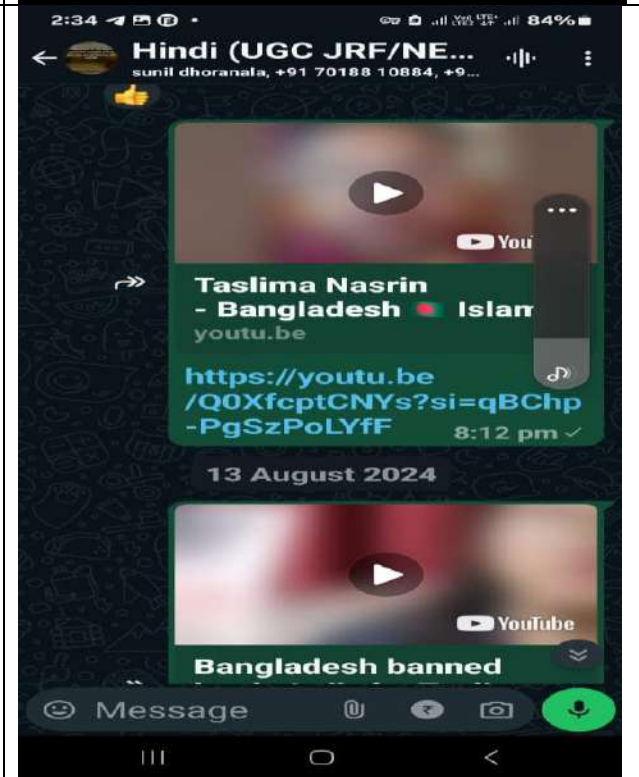 2:34
84%
Hindi (UGC JRF/NE...
sunil dhoranala, +91 70188 10884, +9...
You
Taslima Nasrin
- Bangladesh 🇧🇩 Islam
youtu.be
https://youtu.be
/Q0XfcptCNYs?si=qBChp
-PgSzPoLYfF
8:12 pm
13 August 2024
YouTube
Bangladesh banned
Message